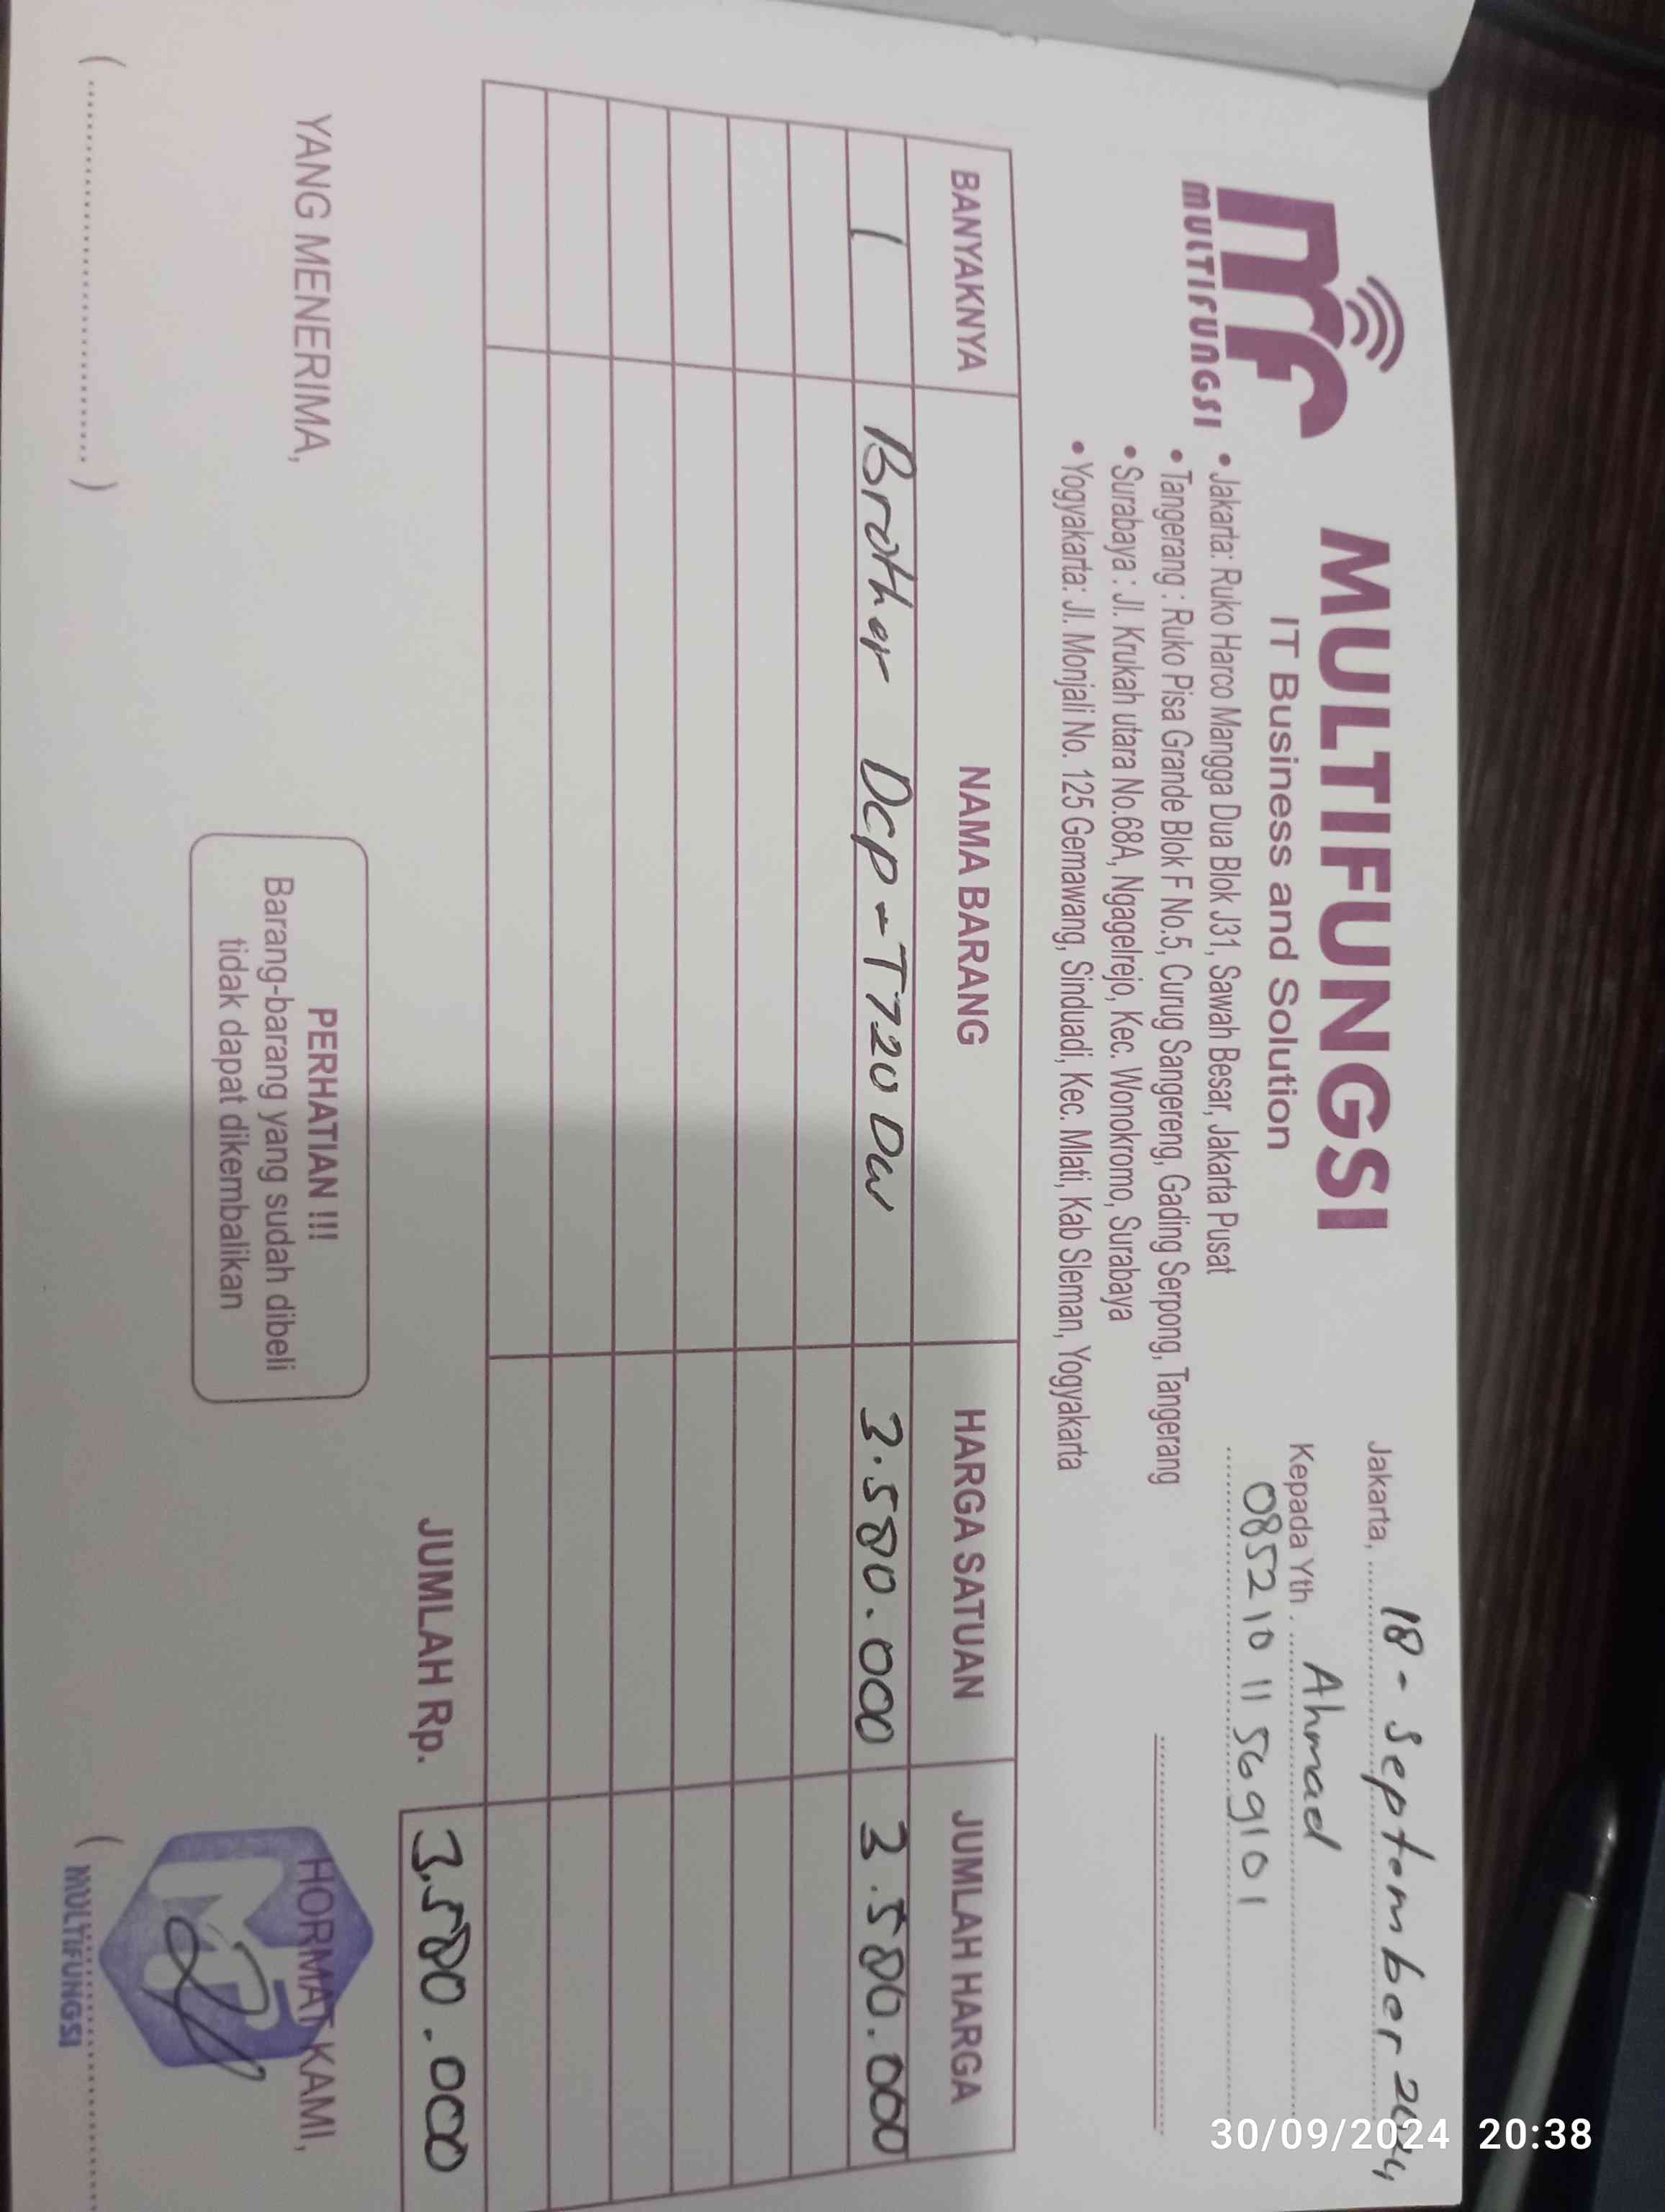 mf
MULTIFUNGSI
MULTIFUNGSI
IT Business and Solution
• Jakarta: Ruko Harco Mangga Dua Blok J31, Sawah Besar, Jakarta Pusat
• Tangerang : Ruko Pisa Grande Blok F No.5, Curug Sangereng, Gading Serpong, Tangerang
• Surabaya : Jl. Krukah utara No.68A, Ngagelrejo, Kec. Wonokromo, Surabaya
• Yogyakarta: Jl. Monjali No. 125 Gemawang, Sinduadi, Kec. Mlati, Kab Sleman, Yogyakarta
Jakarta, 18 - September 2024
Kepada Yth. Ahmad
0852 10 11 569101
BANYAKNYA NAMA BARANG HARGA SATUAN JUMLAH HARGA
1 Brother Dcp - T720 Dw 3.580.000 3.580.000
JUMLAH Rp. 3,580.000
YANG MENERIMA,
(....................................)
PERHATIAN !!!
Barang-barang yang sudah dibeli
tidak dapat dikembalikan
HORMAT KAMI,
MULTIFUNGSI
30/09/2024 20:38